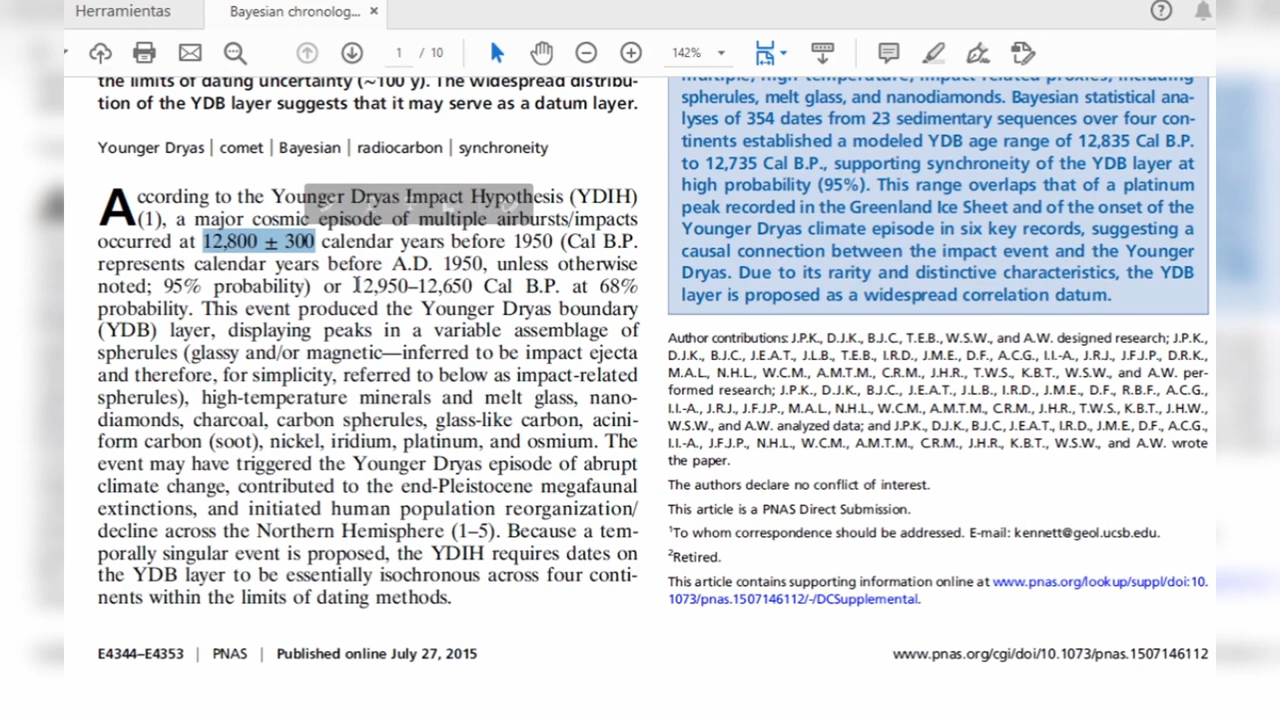 Herramientas
Bayesian chronolog... ×
1 / 10
142%
the limits of dating uncertainty (~100 y). The widespread distribu-
tion of the YDB layer suggests that it may serve as a datum layer.
Younger Dryas | comet | Bayesian | radiocarbon | synchroneity
According to the Younger Dryas Impact Hypothesis (YDIH)
(1), a major cosmic episode of multiple airbursts/impacts
occurred at 12,800 ± 300 calendar years before 1950 (Cal B.P.
represents calendar years before A.D. 1950, unless otherwise
noted; 95% probability) or 12,950–12,650 Cal B.P. at 68%
probability. This event produced the Younger Dryas boundary
(YDB) layer, displaying peaks in a variable assemblage of
spherules (glassy and/or magnetic—inferred to be impact ejecta
and therefore, for simplicity, referred to below as impact-related
spherules), high-temperature minerals and melt glass, nano-
diamonds, charcoal, carbon spherules, glass-like carbon, acini-
form carbon (soot), nickel, iridium, platinum, and osmium. The
event may have triggered the Younger Dryas episode of abrupt
climate change, contributed to the end-Pleistocene megafaunal
extinctions, and initiated human population reorganization/
decline across the Northern Hemisphere (1–5). Because a tem-
porally singular event is proposed, the YDIH requires dates on
the YDB layer to be essentially isochronous across four conti-
nents within the limits of dating methods.
multiple, high-temperature, impact-related proxies, including
spherules, melt glass, and nanodiamonds. Bayesian statistical ana-
lyses of 354 dates from 23 sedimentary sequences over four con-
tinents established a modeled YDB age range of 12,835 Cal B.P.
to 12,735 Cal B.P., supporting synchroneity of the YDB layer at
high probability (95%). This range overlaps that of a platinum
peak recorded in the Greenland Ice Sheet and of the onset of the
Younger Dryas climate episode in six key records, suggesting a
causal connection between the impact event and the Younger
Dryas. Due to its rarity and distinctive characteristics, the YDB
layer is proposed as a widespread correlation datum.
Author contributions: J.P.K., D.J.K., B.J.C., T.E.B., W.S.W., and A.W. designed research; J.P.K.,
D.J.K., B.J.C., J.E.A.T., J.L.B., T.E.B., I.R.D., J.M.E., D.F., A.C.G., I.I.-A., J.R.J., J.F.J.P., D.R.K.,
M.A.L., N.H.L., W.C.M., A.M.T.M., C.R.M., J.H.R., T.W.S., K.B.T., W.S.W., and A.W. per-
formed research; J.P.K., D.J.K., B.J.C., J.E.A.T., J.L.B., I.R.D., J.M.E., D.F., R.B.F., A.C.G.,
I.I.-A., J.R.J., J.F.J.P., M.A.L., N.H.L., W.C.M., A.M.T.M., C.R.M., J.H.R., T.W.S., K.B.T., J.H.W.,
W.S.W., and A.W. analyzed data; and J.P.K., D.J.K., B.J.C, J.E.A.T., I.R.D., J.M.E., D.F., A.C.G.,
I.I.-A., J.F.J.P., N.H.L., W.C.M., A.M.T.M., C.R.M., J.H.R., K.B.T., W.S.W., and A.W. wrote
the paper.
The authors declare no conflict of interest.
This article is a PNAS Direct Submission.
1To whom correspondence should be addressed. E-mail: kennett@geol.ucsb.edu.
2Retired.
This article contains supporting information online at www.pnas.org/lookup/suppl/doi:10.
1073/pnas.1507146112/-/DCSupplemental.
E4344–E4353 | PNAS | Published online July 27, 2015
www.pnas.org/cgi/doi/10.1073/pnas.1507146112